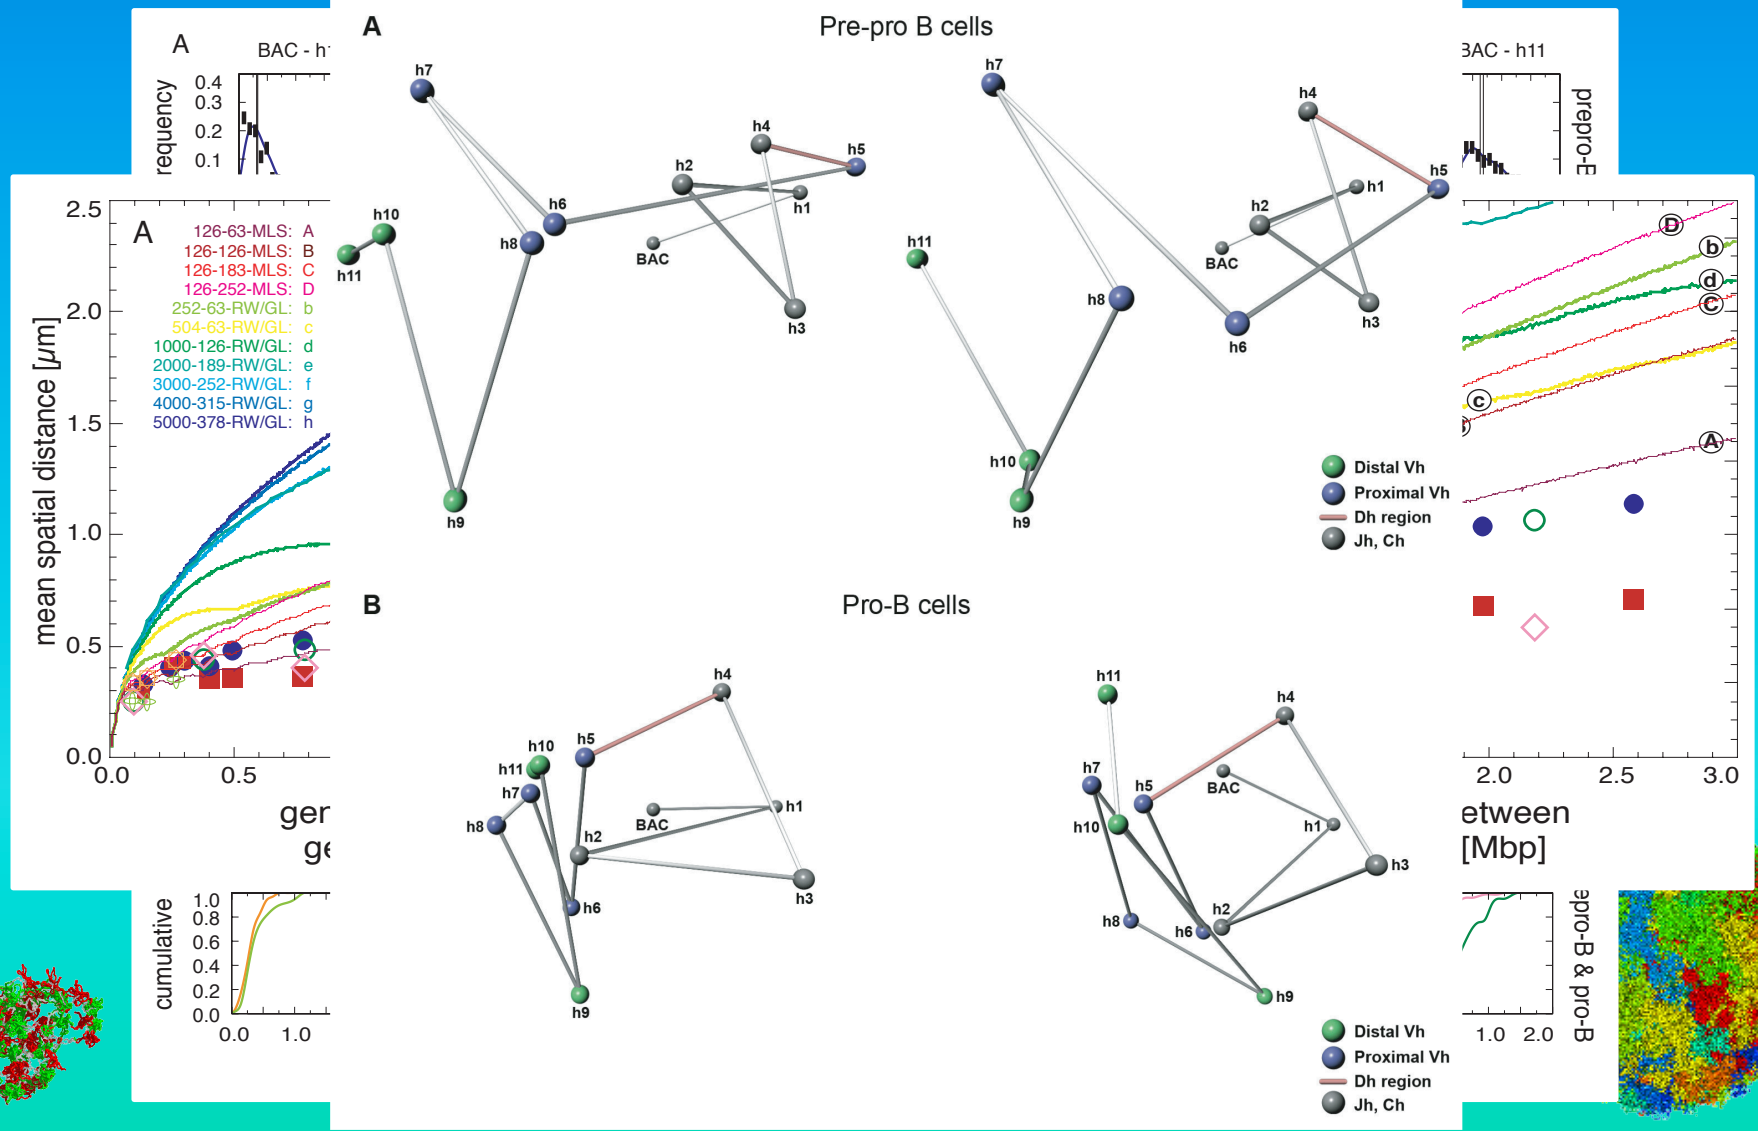 A
Pre-pro B cells
h7
h7
h4
h4
h5
h2
h5
h1
h1
h6
h2
h10
h8
BAC
h11
BAC
h11
h8
h3
h3
h6
h10
h9
h9
Distal Vh
Proximal Vh
Dh region
Jh, Ch
B
Pro-B cells
h4
h11
h4
h10
h5
h11
h7
h7
h5
BAC
h1
h8
BAC
h10
h1
h2
h3
h3
h6
h8
h6
h2
h9
h9
Distal Vh
Proximal Vh
Dh region
Jh, Ch
A
BAC - h
requency
0.4
0.3
0.2
0.1
BAC - h11
prepro-B
2.5
2.0
1.5
1.0
0.5
0.0
mean spatial distance [µm]
A
126-63-MLS: A
126-126-MLS: B
126-183-MLS: C
126-252-MLS: D
252-63-RW/GL: b
504-63-RW/GL: c
1000-126-RW/GL: d
2000-189-RW/GL: e
3000-252-RW/GL: f
4000-315-RW/GL: g
5000-378-RW/GL: h
0.0 0.5
gen
ge
D
b
d
C
c
A
2.0 2.5 3.0
etween
[Mbp]
cumulative
1.0
0.8
0.6
0.4
0.2
0.0
0.0 1.0
1.0 2.0
epro-B & pro-B